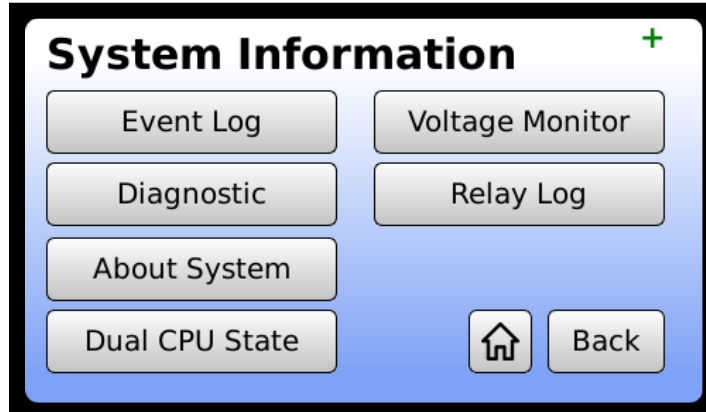 System Information
+
Event Log
Voltage Monitor
Diagnostic
Relay Log
About System
Dual CPU State
Back